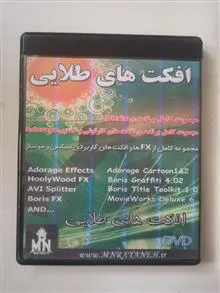 افکت های طلایی
مجموعه کامل از FX ها و افکت های کاربردی میکس و مونتاژ
Adorage Effects
HoolyWood FX
AVI Splitter
Boris FX
AND...
Adorage Cartoon1&2
Boris Graffiti 4.02
Boris Title Toolkit 1.0
MovieWorks Deluxe 6
افکت های طلایی
MN
DVD
WWW.MNRAYANEH.ir